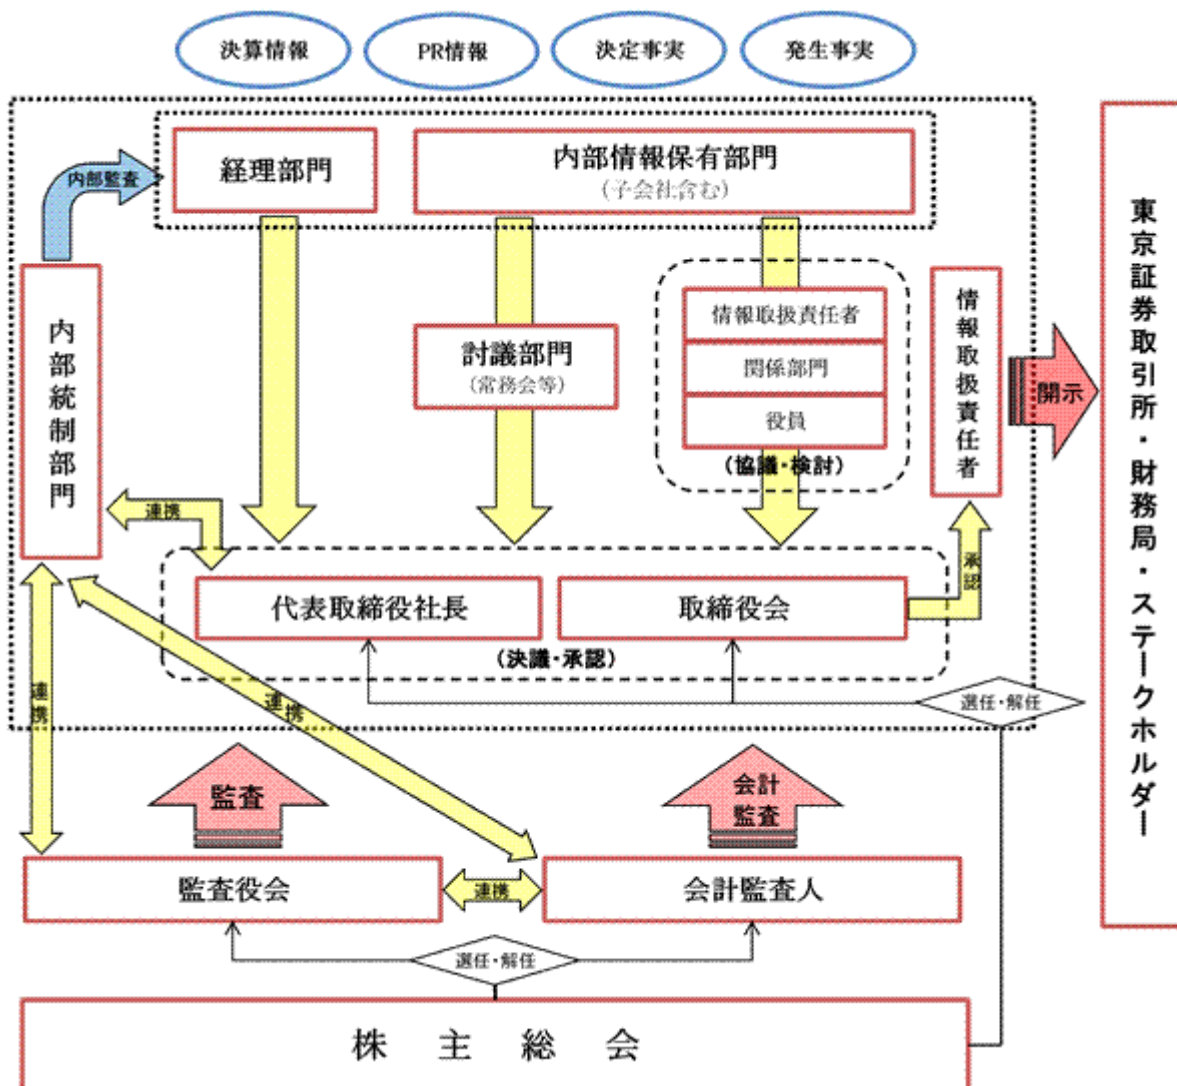 決算情報
PR情報
決定事実
発生事実
内部監査
経理部門
内部情報保有部門
(子会社含む)
東京証券取引所・財務局・ステークホルダー
内部統制部門
討議部門
(常務会等)
情報取扱責任者
関係部門
役員
(協議・検討)
情報取扱責任者
開示
連携
承認
代表取締役社長
取締役会
(決議・承認)
選任・解任
連携
連携
監査
会計
監査
監査役会
連携
会計監査人
選任・解任
株主総会